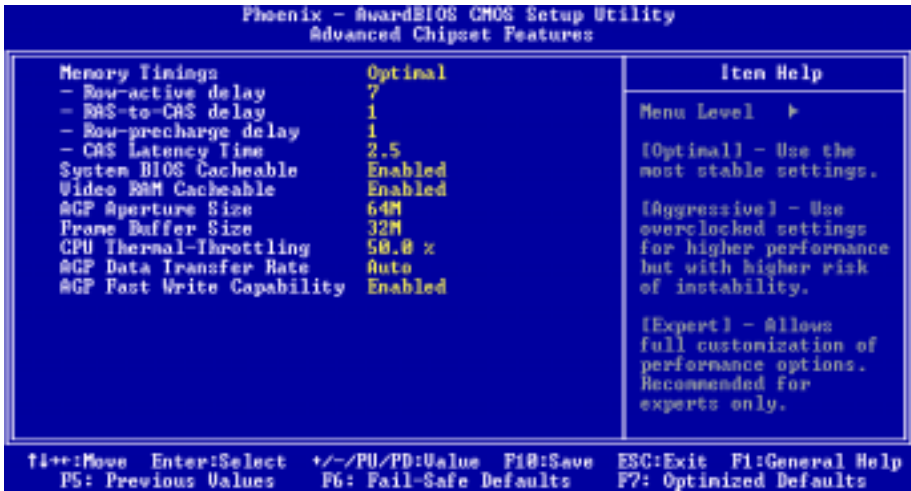 Phoenix - AwardBIOS CMOS Setup Utility
Advanced Chipset Features
Memory Timings Optimal
- Row-active delay 7
- RAS-to-CAS delay 1
- Row-precharge delay 1
- CAS Latency Time 2.5
System BIOS Cacheable Enabled
Video RAM Cacheable Enabled
AGP Aperture Size 64M
Frame Buffer Size 32M
CPU Thermal-Throttling 50.0 %
AGP Data Transfer Rate Auto
AGP Fast Write Capability Enabled
Item Help
Menu Level ►
[Optimal] - Use the
most stable settings.
[Aggressive] - Use
overclocked settings
for higher performance
but with higher risk
of instability.
[Expert] - Allows
full customization of
performance options.
Recommended for
experts only.
↑↓→←:Move Enter:Select +/-/PU/PD:Value F10:Save ESC:Exit F1:General Help
F5: Previous Values F6: Fail-Safe Defaults F7: Optimized Defaults